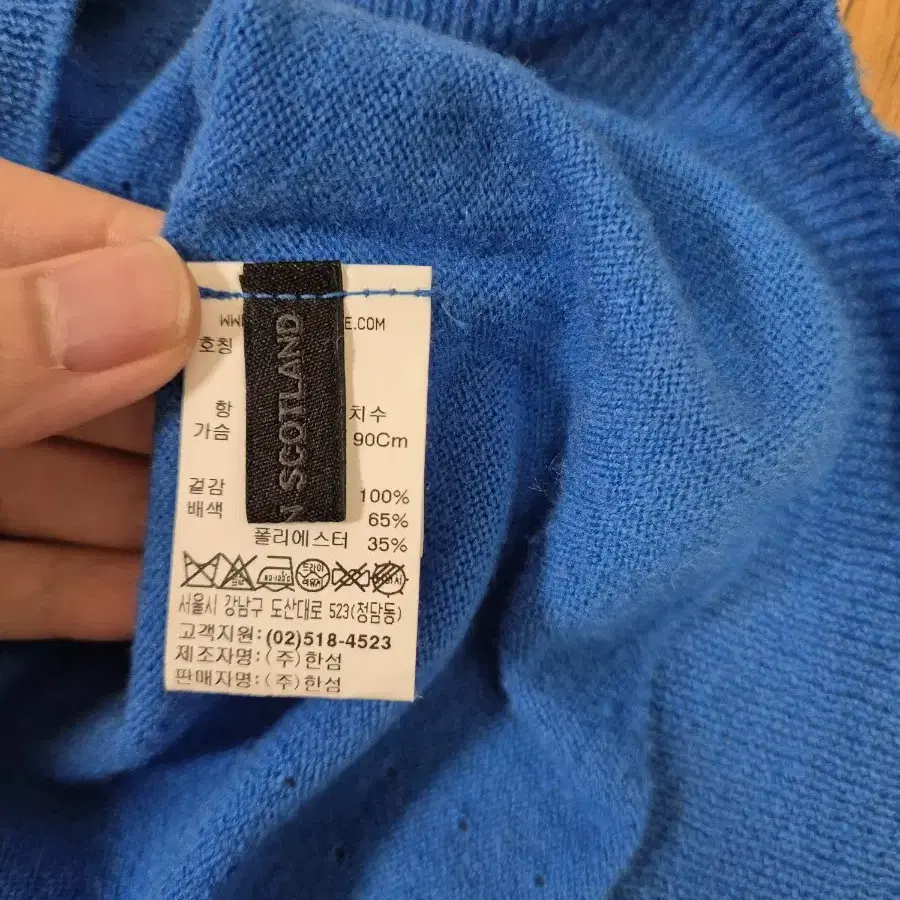 WWW E.COM
호칭
항 치수
가슴 90Cm
겉감 100%
배색 65%
폴리에스터 35%
드라이
서울시 강남구 도산대로 523(청담동)
고객지원:(02)518-4523
제조자명:(주)한섬
판매자명:(주)한섬
N SCOTLAND